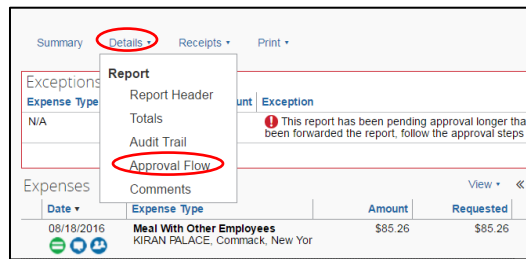 Summary Details Receipts Print
Exceptions
Report
Report Header
Expense Type unt Exception
Totals
N/A This report has been pending approval longer tha
been forwarded the report, follow the approval steps
Audit Trail
Approval Flow
Comments
Expenses View
Date Expense Type Amount Requested
08/18/2016 Meal With Other Employees $85.26 $85.26
KIRAN PALACE, Commack, New Yor